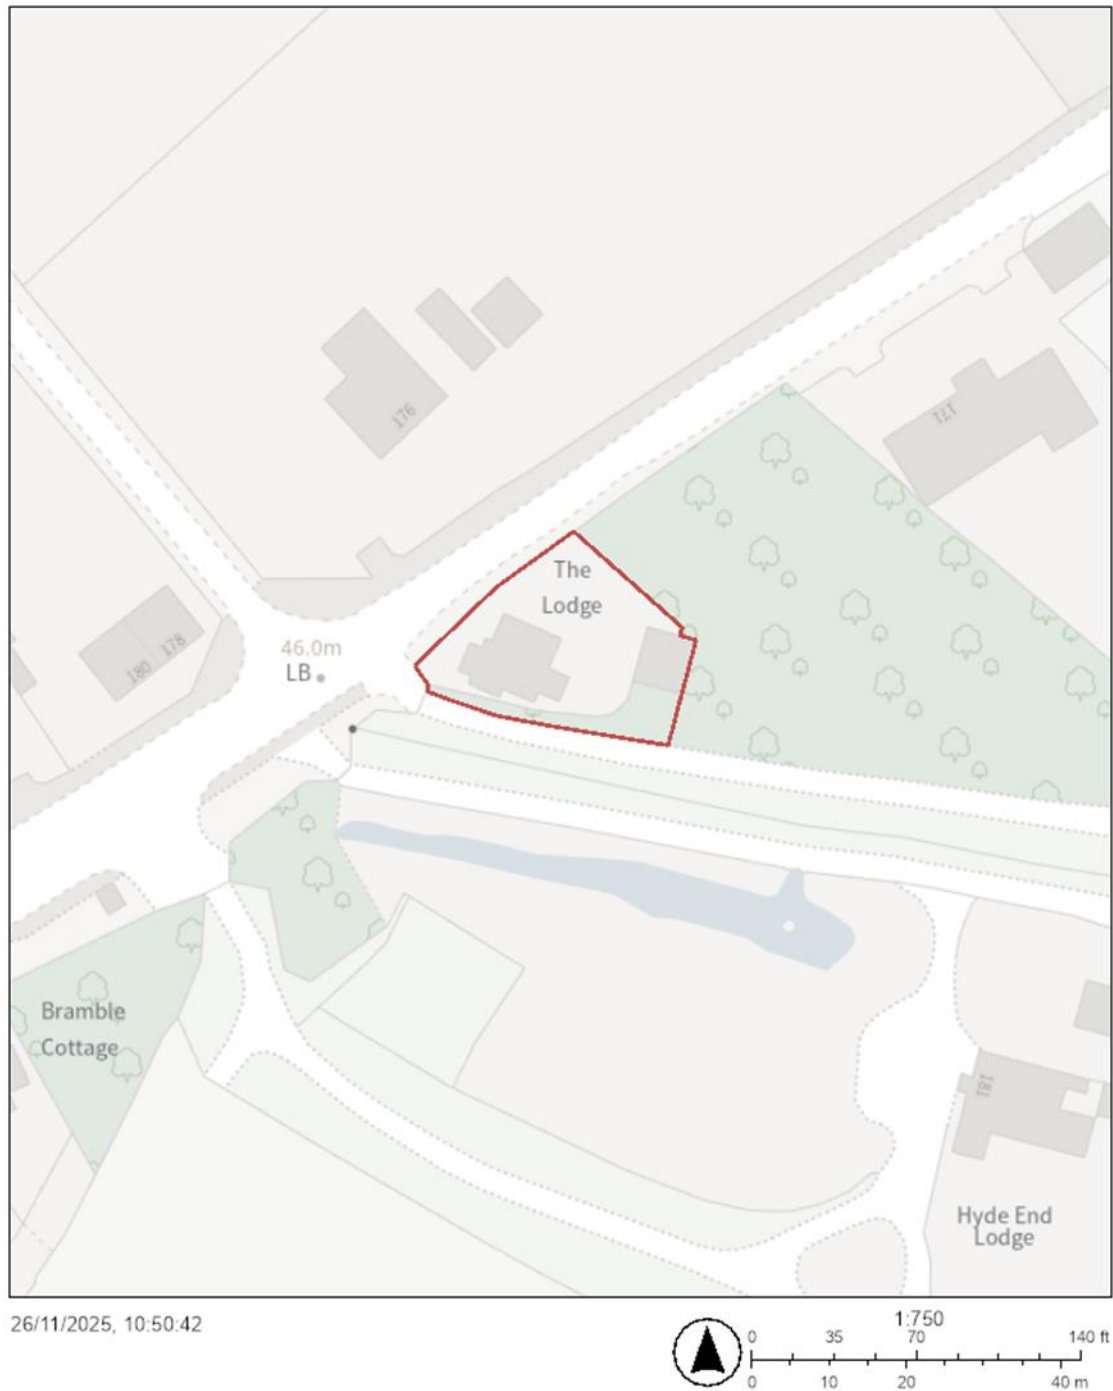 176
171
The
Lodge
180
178
46.0m
LB
Bramble
Cottage
181
Hyde End
Lodge
26/11/2025, 10:50:42
1:750
0 35 70 140 ft
0 10 20 40 m